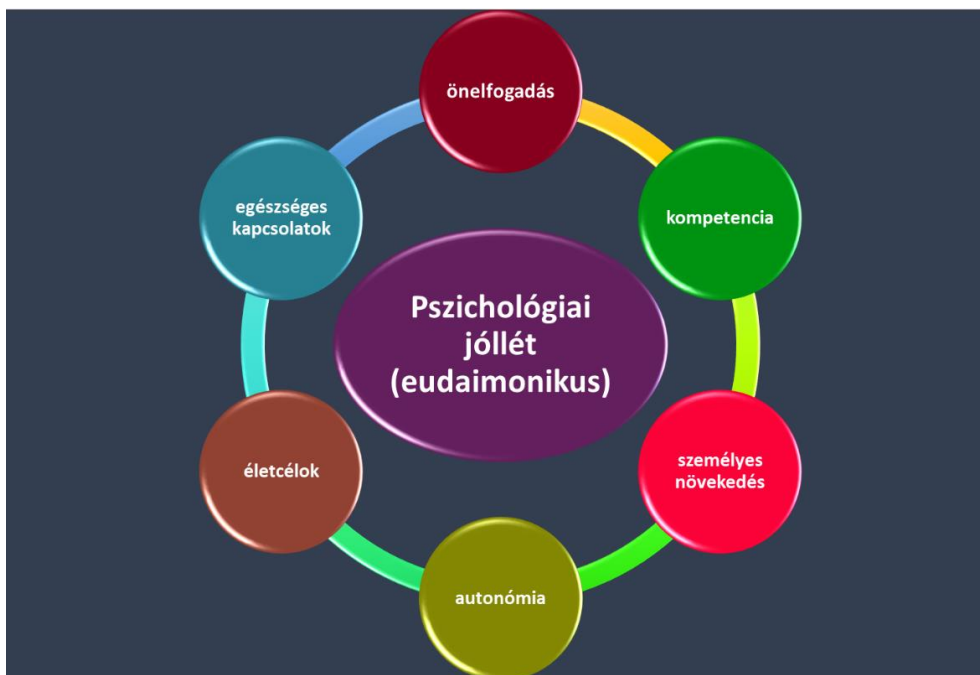 önelfogadás
kompetencia
személyes
növekedés
autonómia
életcélok
egészséges
kapcsolatok
Pszichológiai
jóllét
(eudaimonikus)